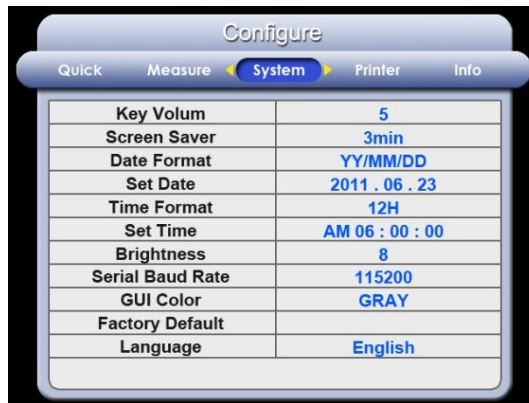 Configure
Quick Measure System Printer Info
Key Volum 5
Screen Saver 3min
Date Format YY/MM/DD
Set Date 2011 . 06 . 23
Time Format 12H
Set Time AM 06 : 00 : 00
Brightness 8
Serial Baud Rate 115200
GUI Color GRAY
Factory Default
Language English